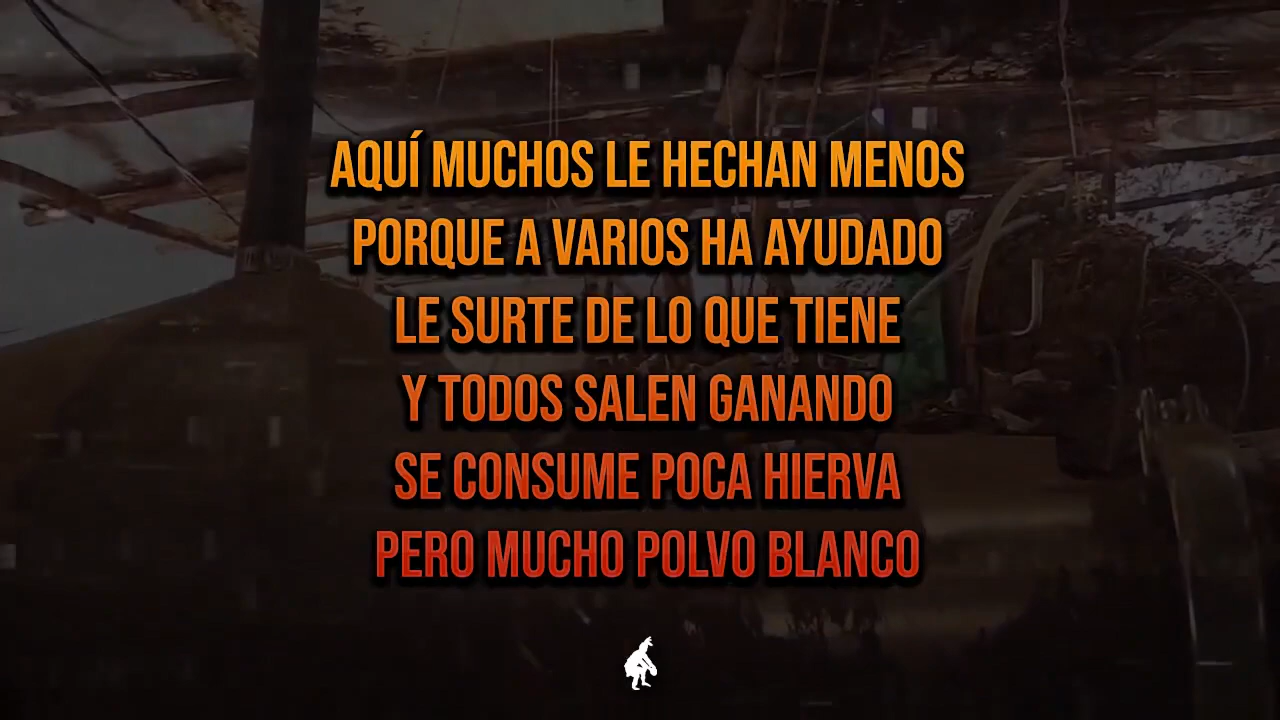 AQUÍ MUCHOS LE HECHAN MENOS
PORQUE A VARIOS HA AYUDADO
LE SURTE DE LO QUE TIENE
Y TODOS SALEN GANANDO
SE CONSUME POCA HIERVA
PERO MUCHO POLVO BLANCO